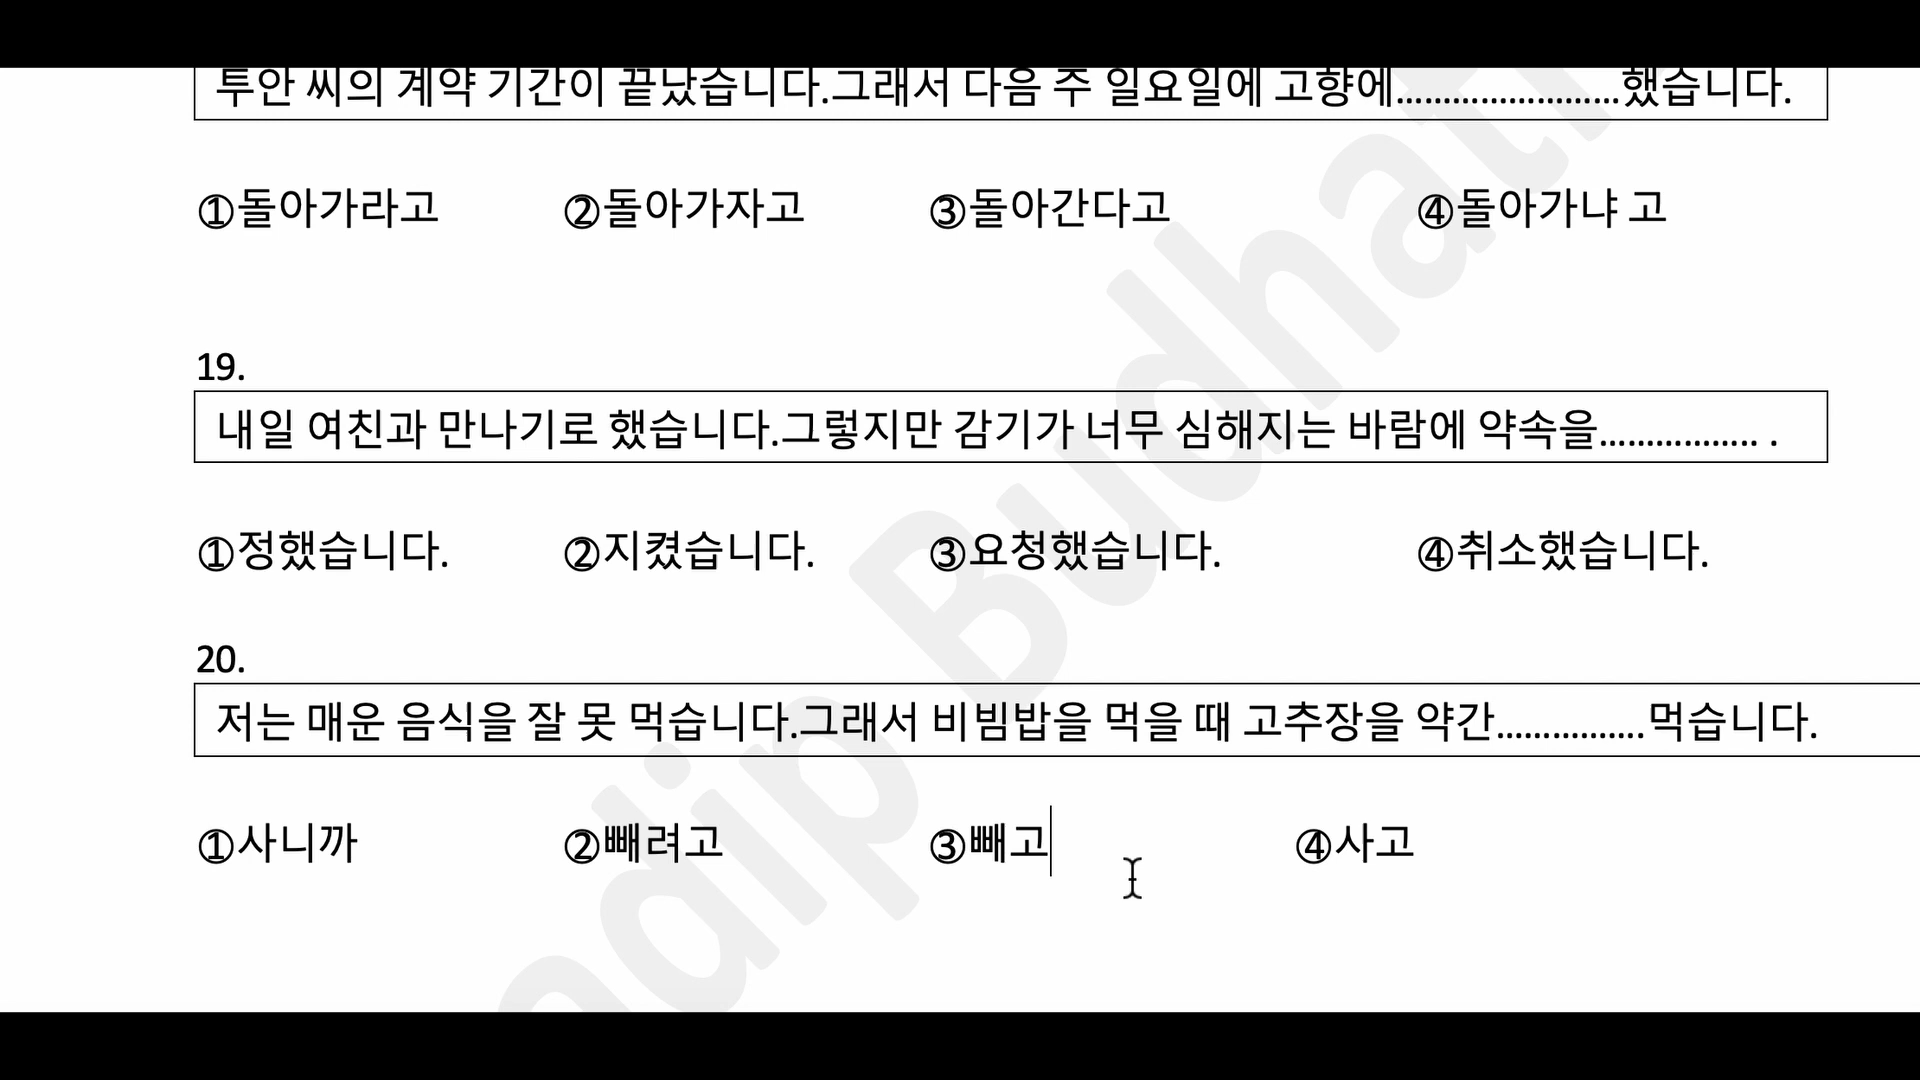 투안 씨의 계약 기간이 끝났습니다.그래서 다음 주 일요일에 고향에........................했습니다.
①돌아가라고 ②돌아가자고 ③돌아간다고 ④돌아가냐 고
19.
내일 여친과 만나기로 했습니다.그렇지만 감기가 너무 심해지는 바람에 약속을................. .
①정했습니다. ②지켰습니다. ③요청했습니다. ④취소했습니다.
20.
저는 매운 음식을 잘 못 먹습니다.그래서 비빔밥을 먹을 때 고추장을 약간................먹습니다.
①사니까 ②빼려고 ③빼고 ④사고